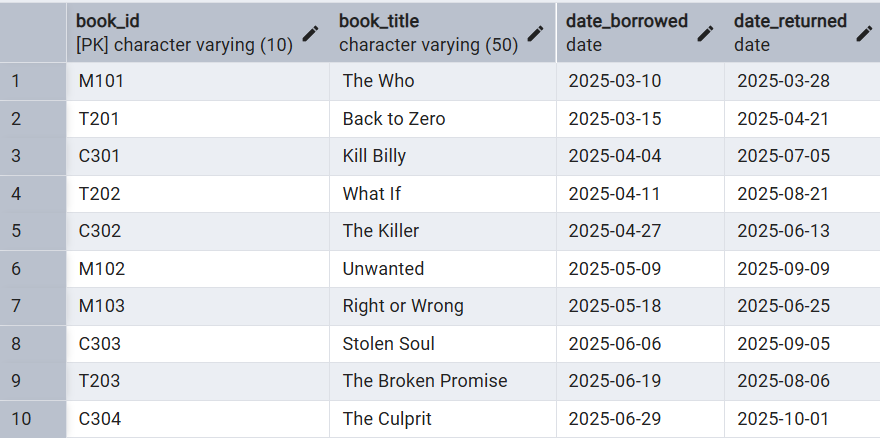 book_id book_title date_borrowed date_returned
[PK] character varying (10) character varying (50) date date
1 M101 The Who 2025-03-10 2025-03-28
2 T201 Back to Zero 2025-03-15 2025-04-21
3 C301 Kill Billy 2025-04-04 2025-07-05
4 T202 What If 2025-04-11 2025-08-21
5 C302 The Killer 2025-04-27 2025-06-13
6 M102 Unwanted 2025-05-09 2025-09-09
7 M103 Right or Wrong 2025-05-18 2025-06-25
8 C303 Stolen Soul 2025-06-06 2025-09-05
9 T203 The Broken Promise 2025-06-19 2025-08-06
10 C304 The Culprit 2025-06-29 2025-10-01